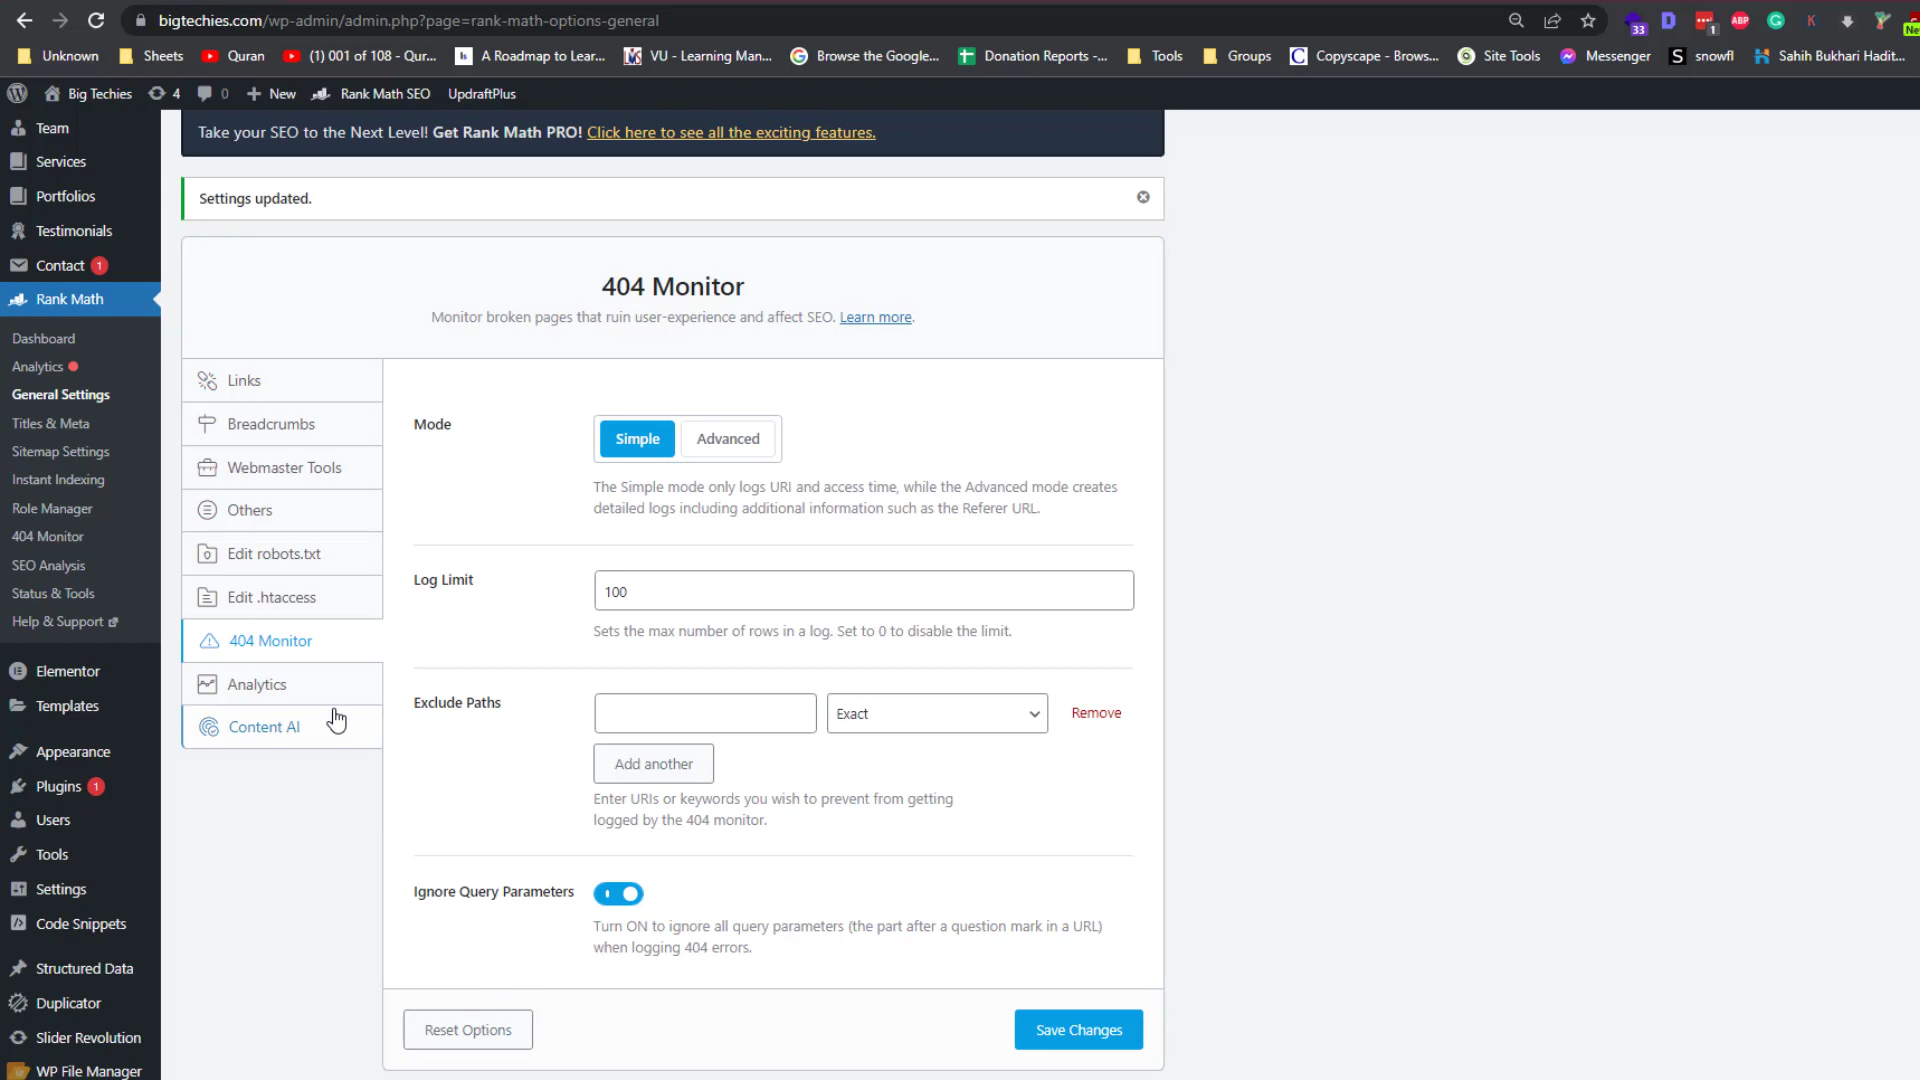 bigtechies.com/wp-admin/admin.php?page=rank-math-options-general
33
1
ABP
K
Unknown
Sheets
Quran
(1) 001 of 108 - Qur...
A Roadmap to Lear...
VU - Learning Man...
Browse the Google...
Donation Reports -...
Tools
Groups
Copyscape - Brows...
Site Tools
Messenger
snowfl
Sahih Bukhari Hadit...
Big Techies
4
0
New
Rank Math SEO
UpdraftPlus
Team
Services
Portfolios
Testimonials
Contact 1
Rank Math
Dashboard
Analytics
General Settings
Titles & Meta
Sitemap Settings
Instant Indexing
Role Manager
404 Monitor
SEO Analysis
Status & Tools
Help & Support
Elementor
Templates
Appearance
Plugins 1
Users
Tools
Settings
Code Snippets
Structured Data
Duplicator
Slider Revolution
WP File Manager
Take your SEO to the Next Level! Get Rank Math PRO! Click here to see all the exciting features.
Settings updated.
404 Monitor
Monitor broken pages that ruin user-experience and affect SEO. Learn more.
Links
Breadcrumbs
Webmaster Tools
Others
Edit robots.txt
Edit .htaccess
404 Monitor
Analytics
Content AI
Mode
Simple
Advanced
The Simple mode only logs URI and access time, while the Advanced mode creates
detailed logs including additional information such as the Referer URL.
Log Limit
100
Sets the max number of rows in a log. Set to 0 to disable the limit.
Exclude Paths
Exact
Remove
Add another
Enter URIs or keywords you wish to prevent from getting
logged by the 404 monitor.
Ignore Query Parameters
Turn ON to ignore all query parameters (the part after a question mark in a URL)
when logging 404 errors.
Reset Options
Save Changes